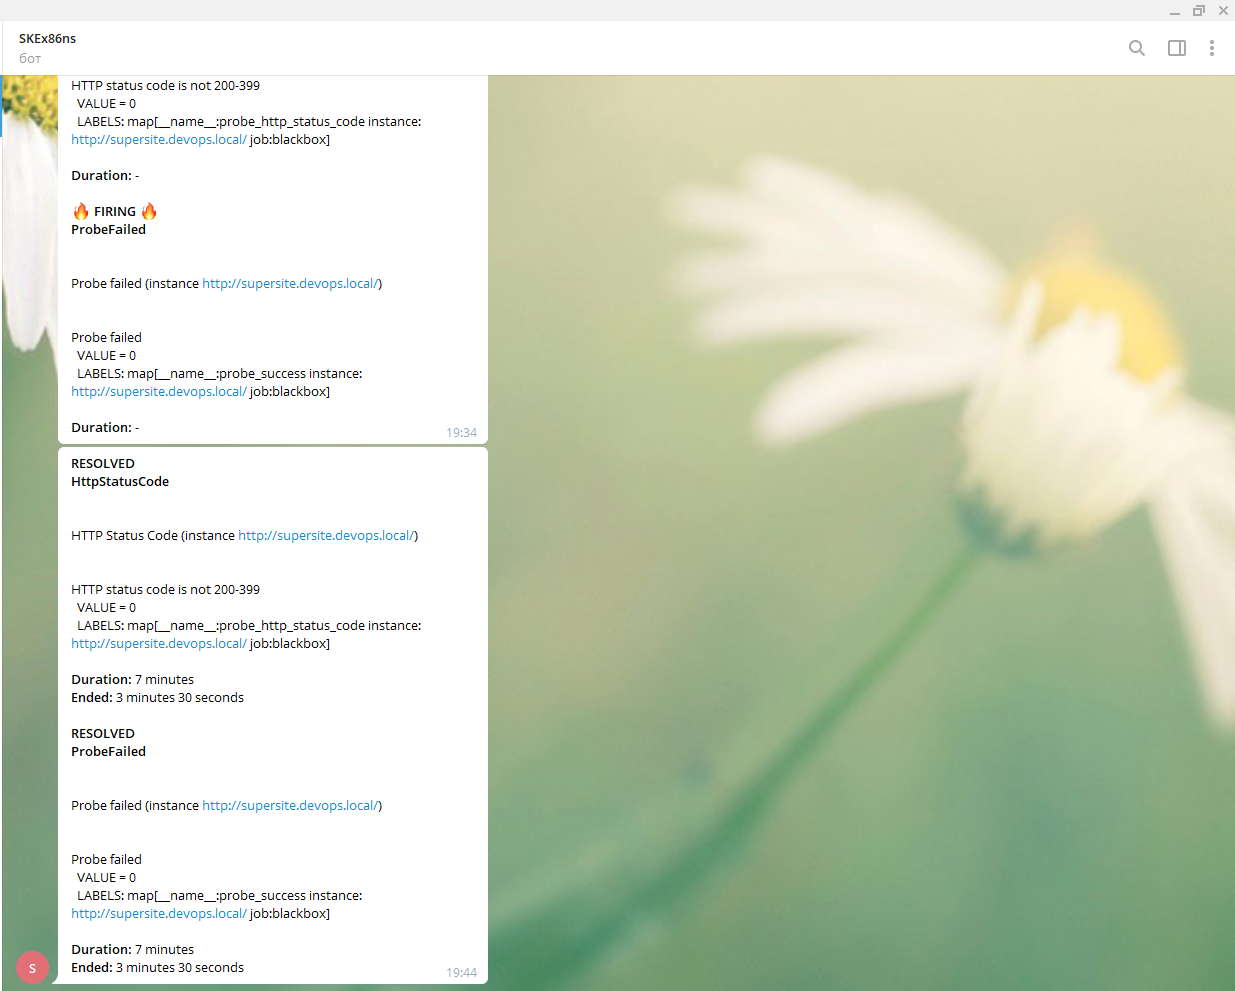 SKEx86ns
бот
HTTP status code is not 200-399
VALUE = 0
LABELS: map[__name__:probe_http_status_code instance:
http://supersite.devops.local/ job:blackbox]
Duration: -
🔥 FIRING 🔥
ProbeFailed
Probe failed (instance http://supersite.devops.local/)
Probe failed
VALUE = 0
LABELS: map[__name__:probe_success instance:
http://supersite.devops.local/ job:blackbox]
Duration: -
19:34
RESOLVED
HttpStatusCode
HTTP Status Code (instance http://supersite.devops.local/)
HTTP status code is not 200-399
VALUE = 0
LABELS: map[__name__:probe_http_status_code instance:
http://supersite.devops.local/ job:blackbox]
Duration: 7 minutes
Ended: 3 minutes 30 seconds
RESOLVED
ProbeFailed
Probe failed (instance http://supersite.devops.local/)
Probe failed
VALUE = 0
LABELS: map[__name__:probe_success instance:
http://supersite.devops.local/ job:blackbox]
Duration: 7 minutes
Ended: 3 minutes 30 seconds
19:44
S